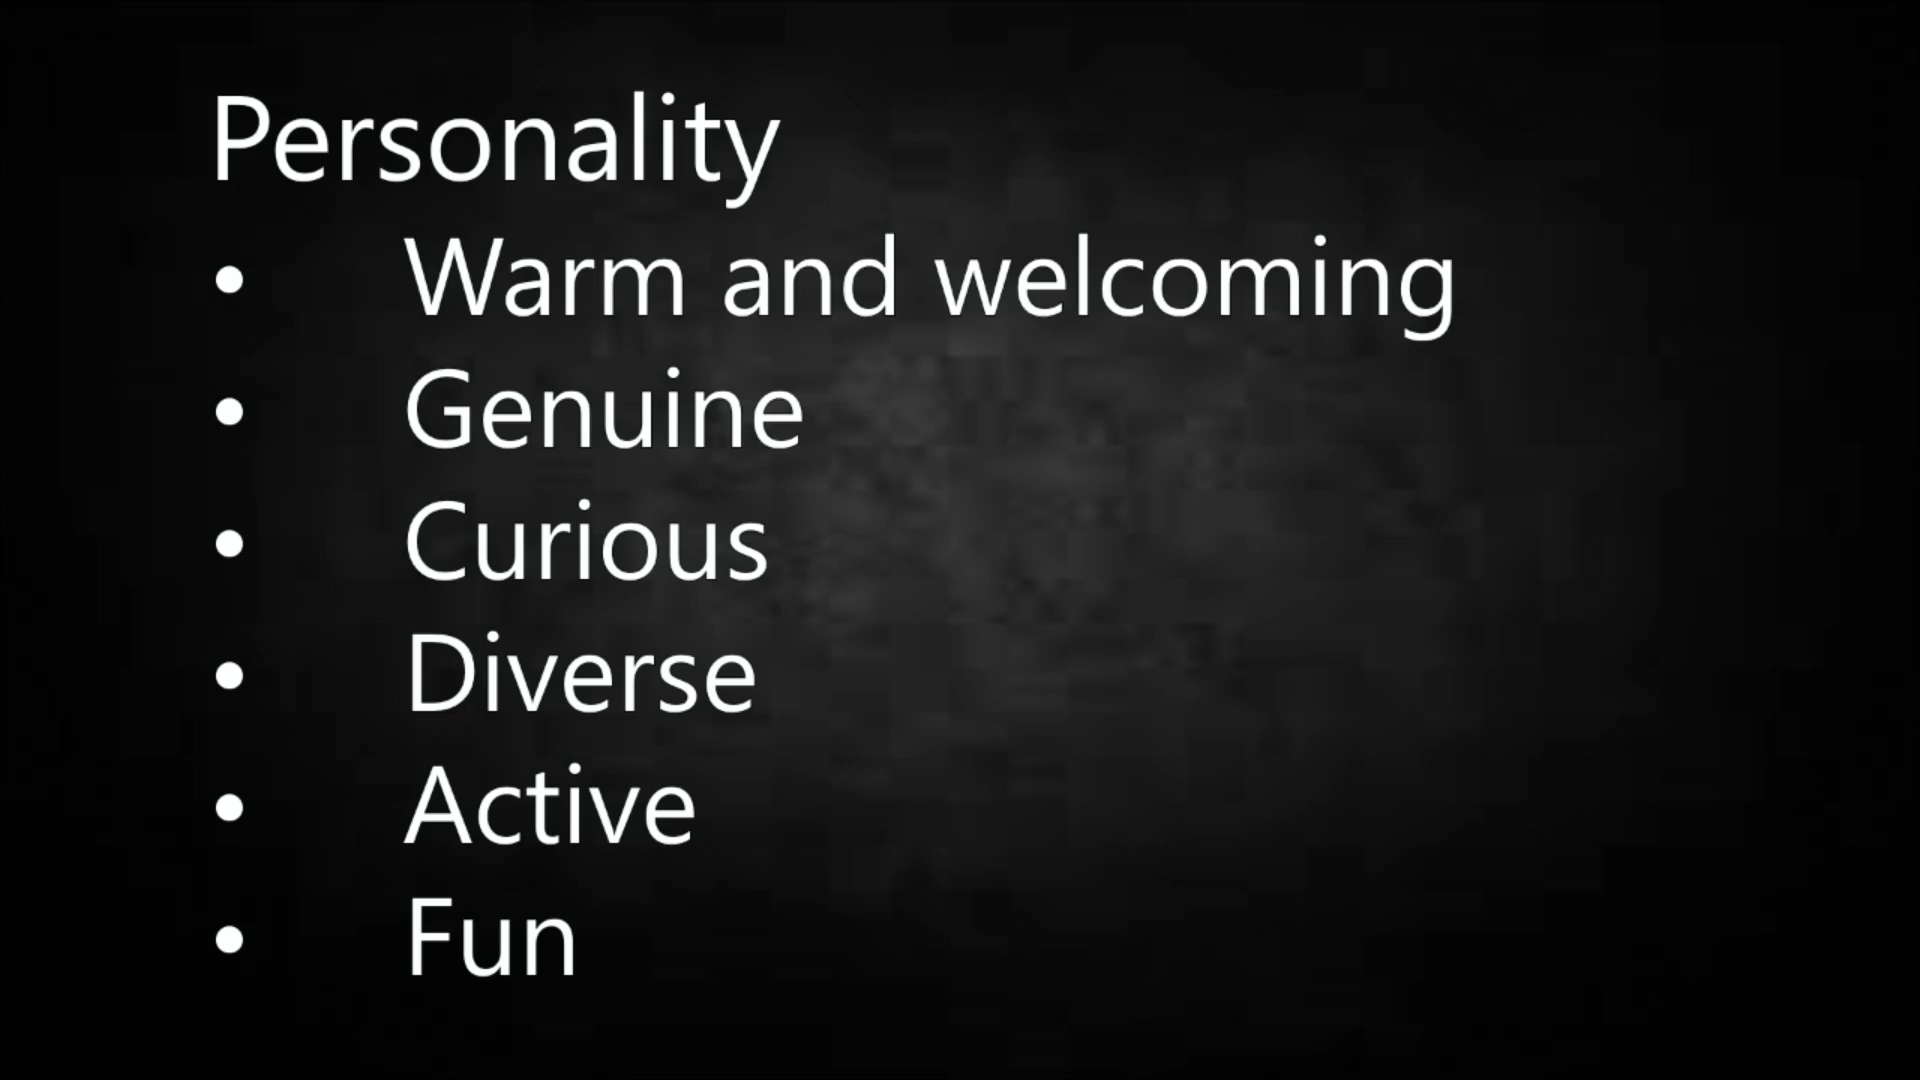 Personality
• Warm and welcoming
• Genuine
• Curious
• Diverse
• Active
• Fun